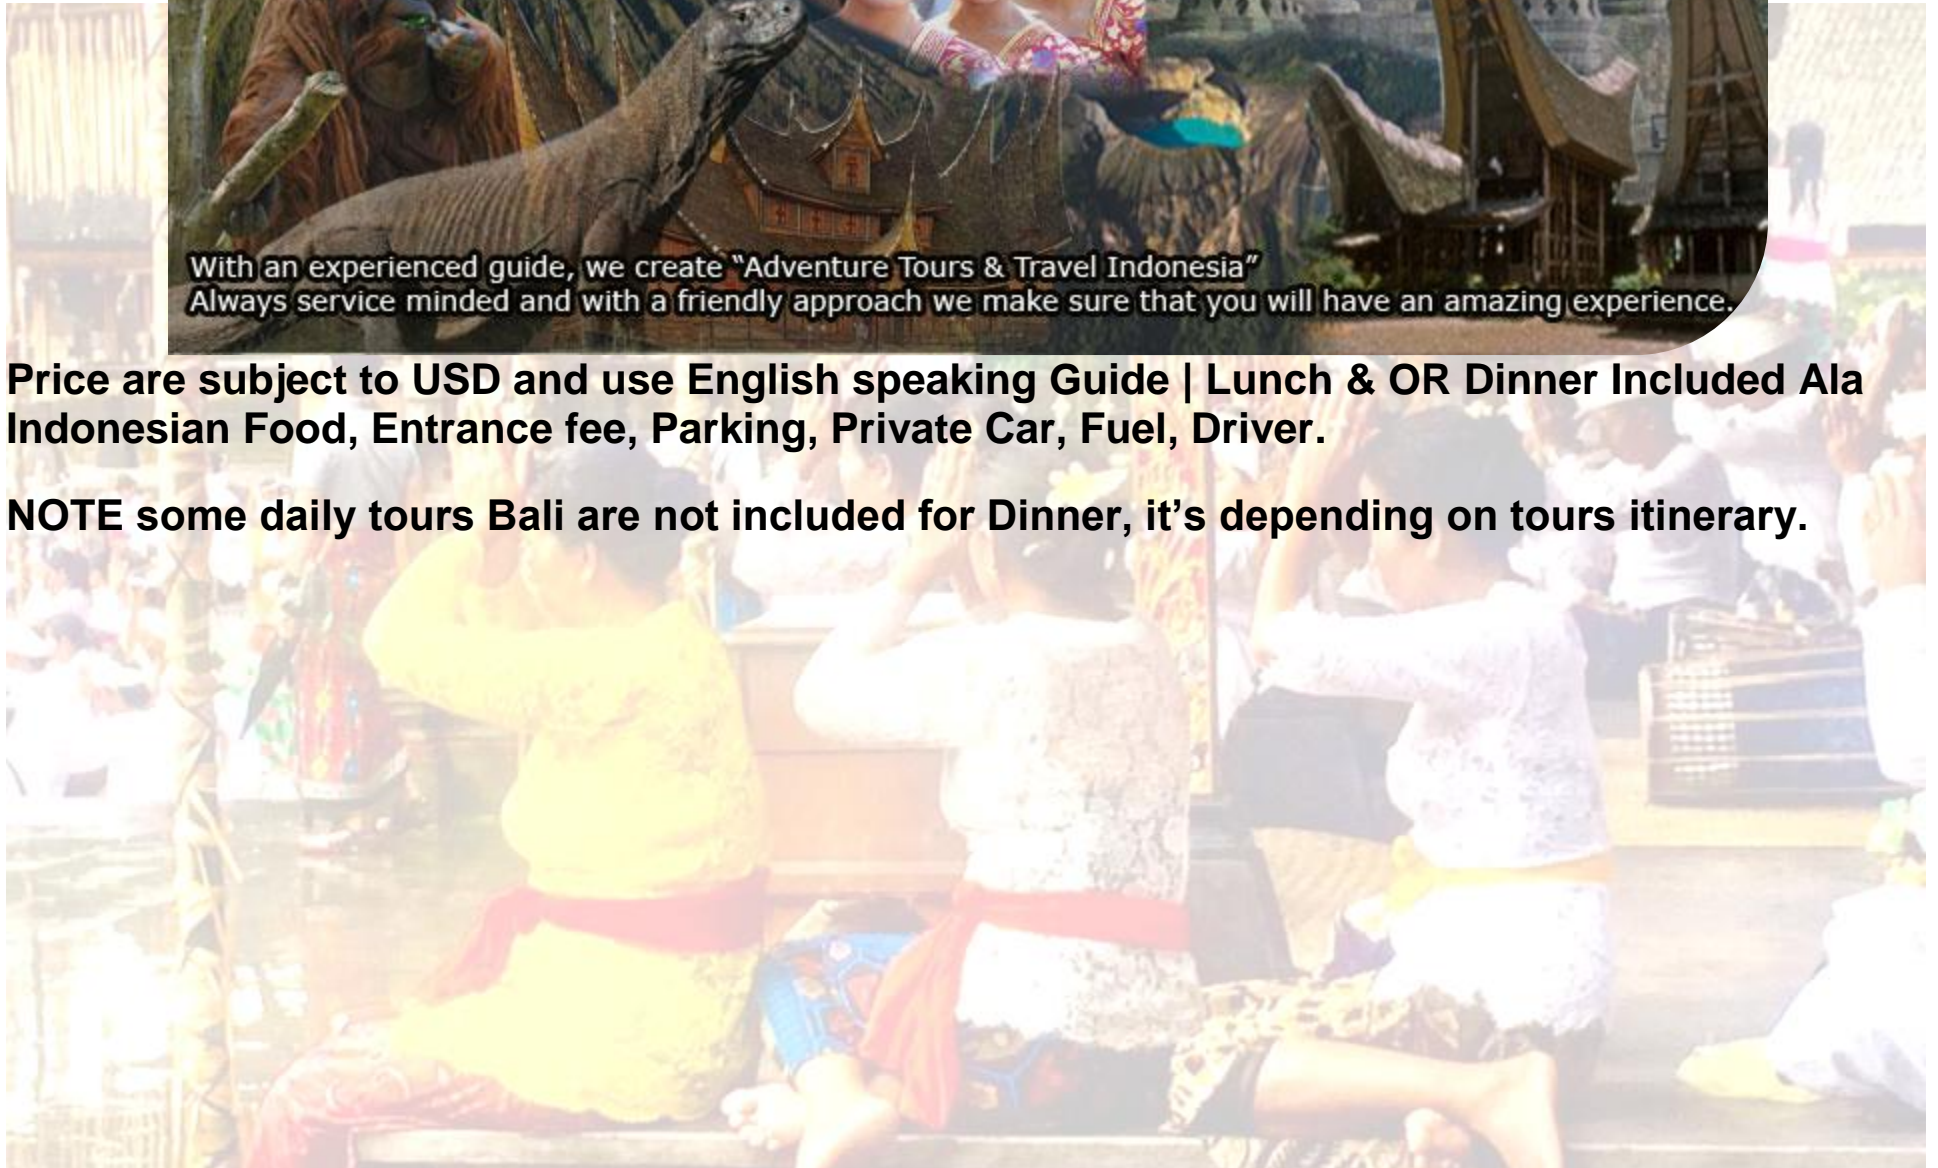 With an experienced guide, we create “Adventure Tours & Travel Indonesia”
Always service minded and with a friendly approach we make sure that you will have an amazing experience.
Price are subject to USD and use English speaking Guide | Lunch & OR Dinner Included Ala
Indonesian Food, Entrance fee, Parking, Private Car, Fuel, Driver.
NOTE some daily tours Bali are not included for Dinner, it’s depending on tours itinerary.